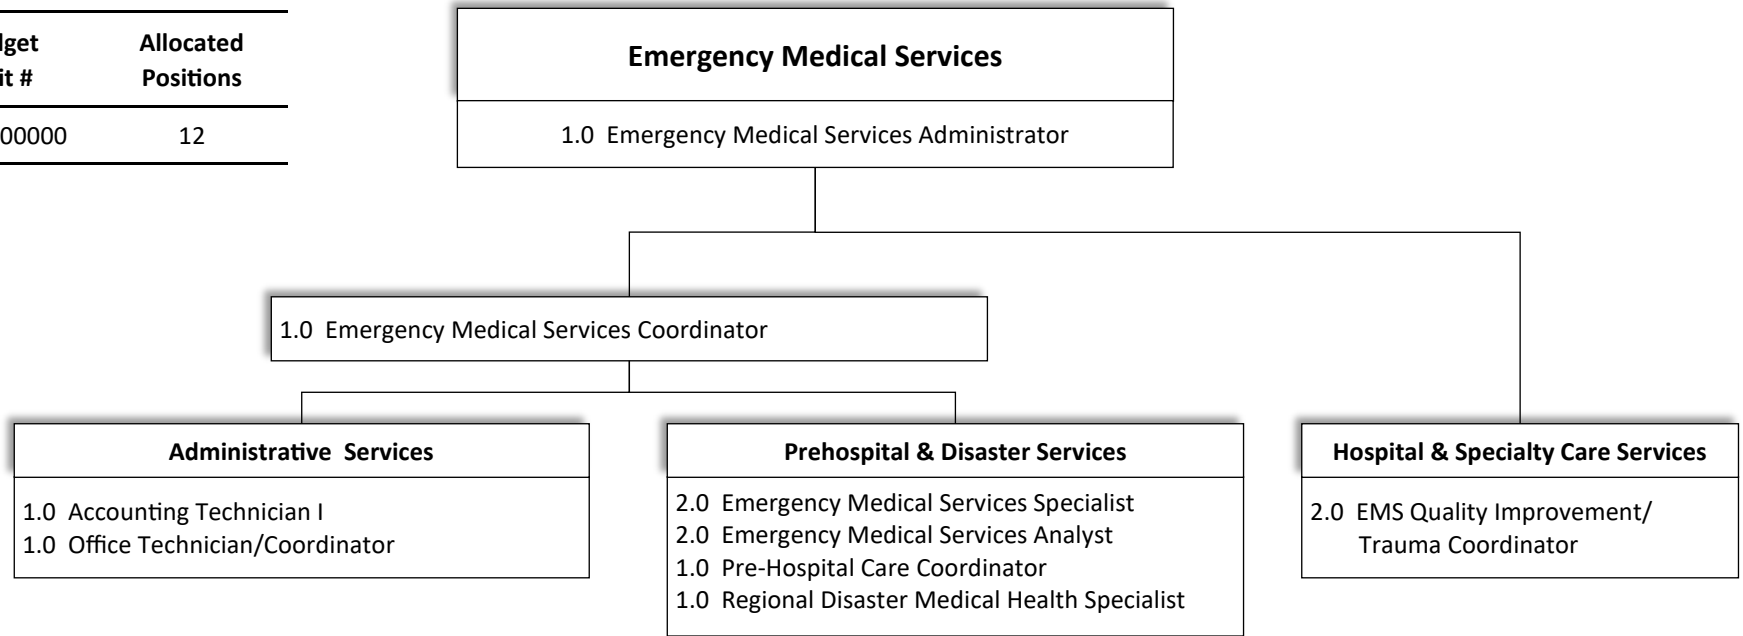 Allocated
Positions
00000 12
Emergency Medical Services
1.0 Emergency Medical Services Administrator
1.0 Emergency Medical Services Coordinator
Administrative Services
1.0 Accounting Technician I
1.0 Office Technician/Coordinator
Prehospital & Disaster Services
2.0 Emergency Medical Services Specialist
2.0 Emergency Medical Services Analyst
1.0 Pre-Hospital Care Coordinator
1.0 Regional Disaster Medical Health Specialist
Hospital & Specialty Care Services
2.0 EMS Quality Improvement/
Trauma Coordinator